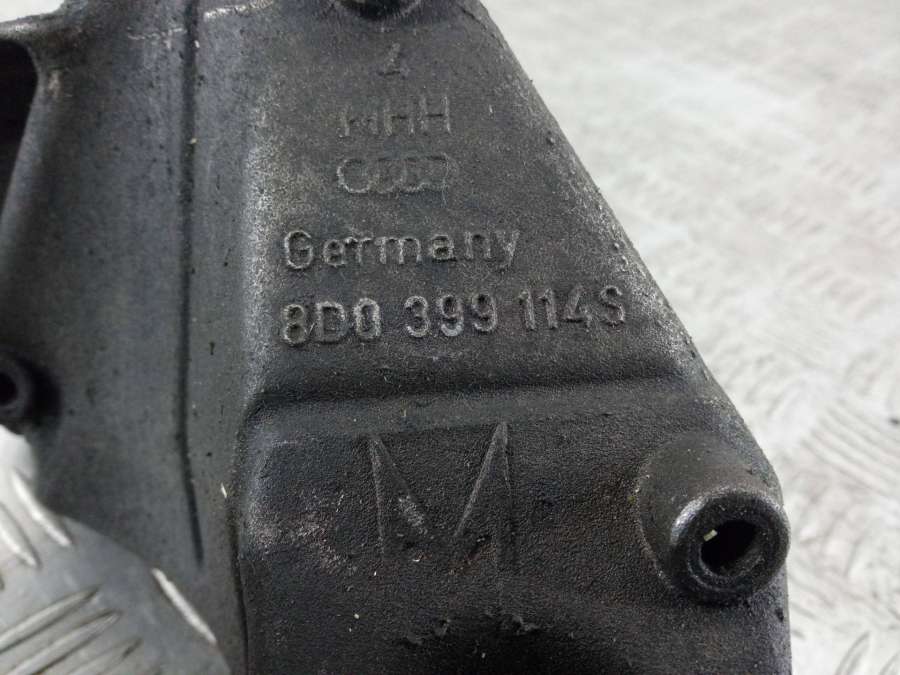 MHH
Germany
8D0 399 114S
M